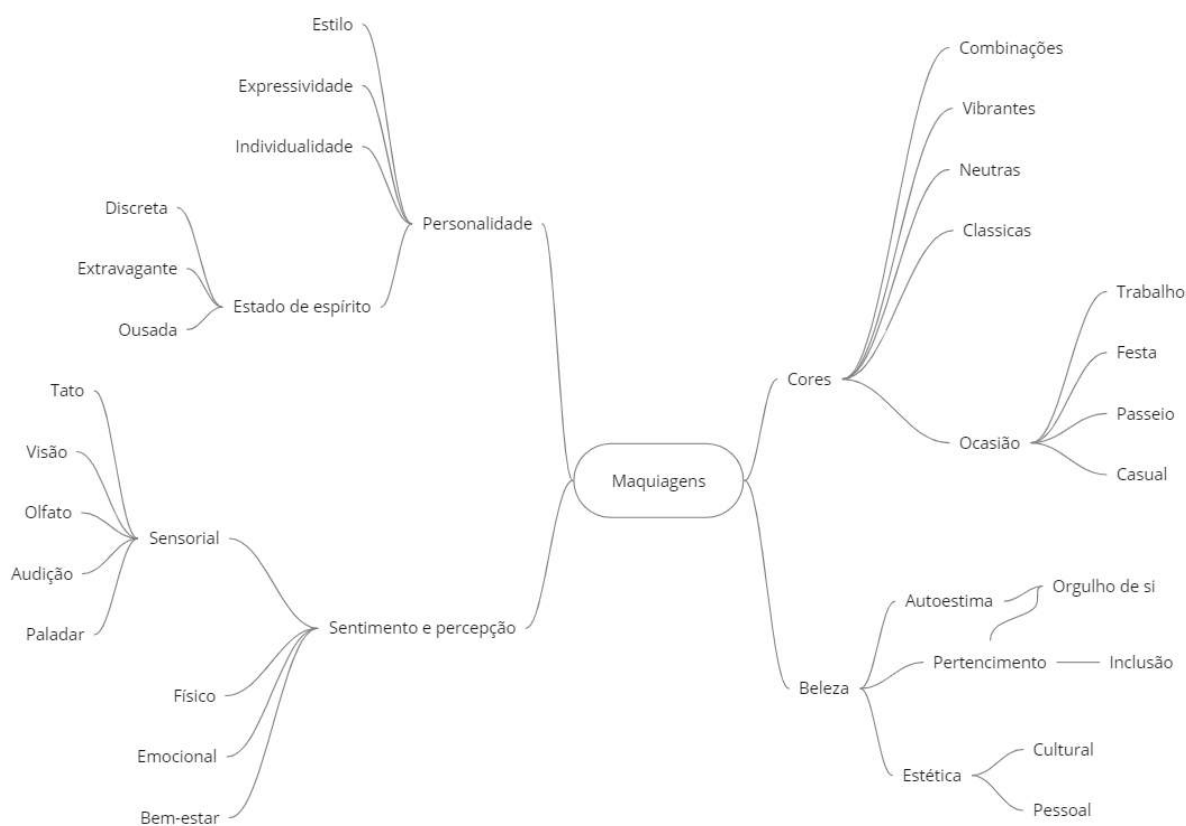 Estilo
Expressividade
Individualidade
Discreta
Extravagante
Ousada
Estado de espírito
Personalidade
Tato
Visão
Olfato
Audição
Paladar
Sensorial
Físico
Emocional
Bem-estar
Sentimento e percepção
Maquiagens
Combinações
Vibrantes
Neutras
Classicas
Cores
Ocasião
Trabalho
Festa
Passeio
Casual
Beleza
Autoestima
Orgulho de si
Pertencimento
Inclusão
Estética
Cultural
Pessoal